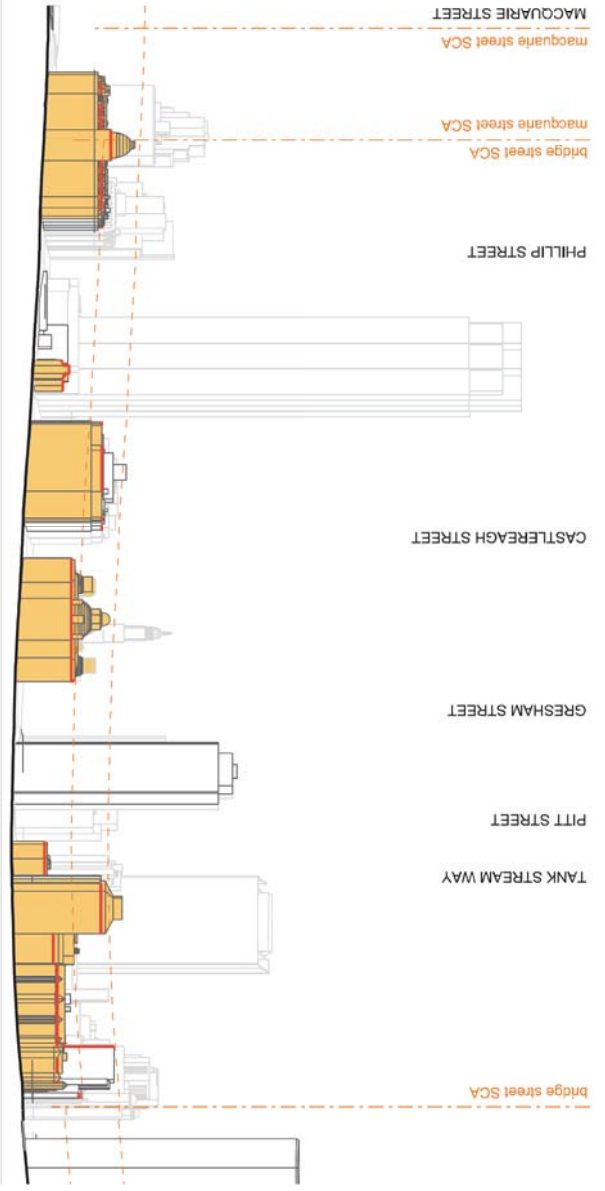 bridge street SCA
TANK STREAM WAY
PITT STREET
GRESHAM STREET
CASTLEREAGH STREET
PHILLIP STREET
bridge street SCA
macquarie street SCA
macquarie street SCA
MACQUARIE STREET